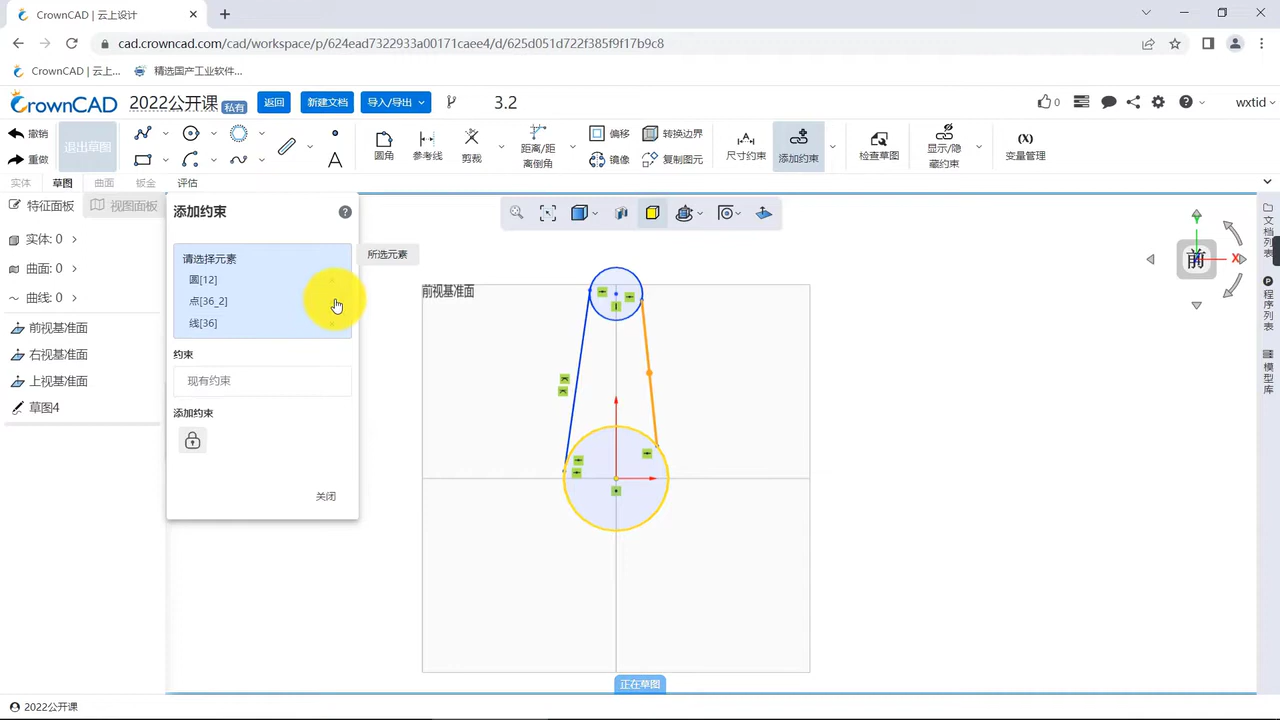 CrownCAD | 云上设计
cad.crowncad.com/cad/workspace/p/624ead7322933a00171caee4/d/625d051d722f385f9f17b9c8
CrownCAD | 云上...
精选国产工业软件...
CrownCAD
2022公开课
私有
返回
新建文档
导入/导出
3.2
0
wxtid
撤销
重做
退出草图
圆角
参考线
剪裁
距离/距
离倒角
偏移
镜像
转换边界
复制图元
尺寸约束
添加约束
检查草图
显示/隐
藏约束
(X)
变量管理
实体
草图
曲面
钣金
评估
特征面板
视图面板
实体: 0
曲面: 0
曲线: 0
前视基准面
右视基准面
上视基准面
草图4
添加约束
请选择元素
圆[12]
点[36_2]
线[36]
所选元素
约束
现有约束
添加约束
关闭
前视基准面
前
X
Y
文档列表
程序列表
模型库
正在草图
2022公开课